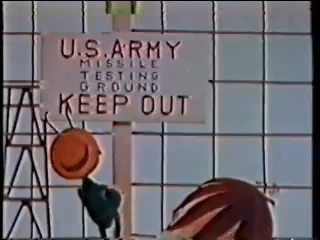 U.S. ARMY
MISSILE
TESTING
GROUND
KEEP OUT